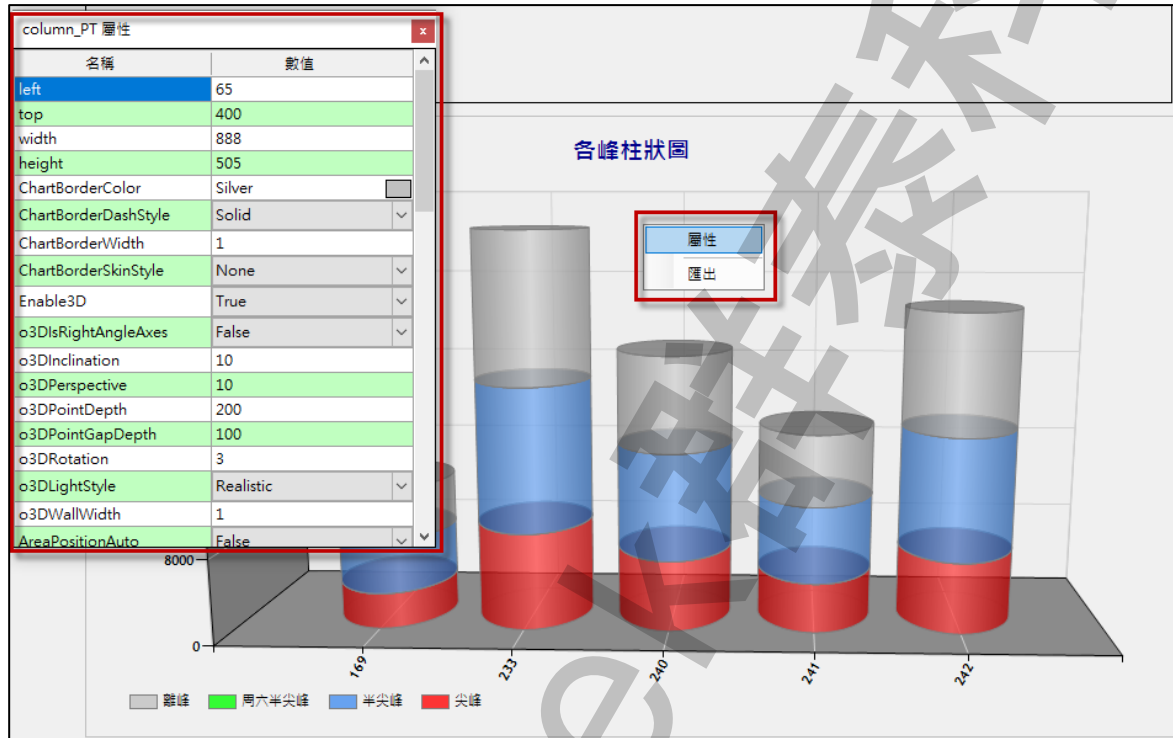 column_PT 屬性
x
名稱 數值
left 65
top 400
width 888
height 505
ChartBorderColor Silver
ChartBorderDashStyle Solid
ChartBorderWidth 1
ChartBorderSkinStyle None
Enable3D True
o3DIsRightAngleAxes False
o3DInclination 10
o3DPerspective 10
o3DPointDepth 200
o3DPointGapDepth 100
o3DRotation 3
o3DLightStyle Realistic
o3DWallWidth 1
AreaPositionAuto False
各峰柱狀圖
屬性
匯出
8000
0
169 233 240 241 242
離峰 周六半尖峰 半尖峰 尖峰